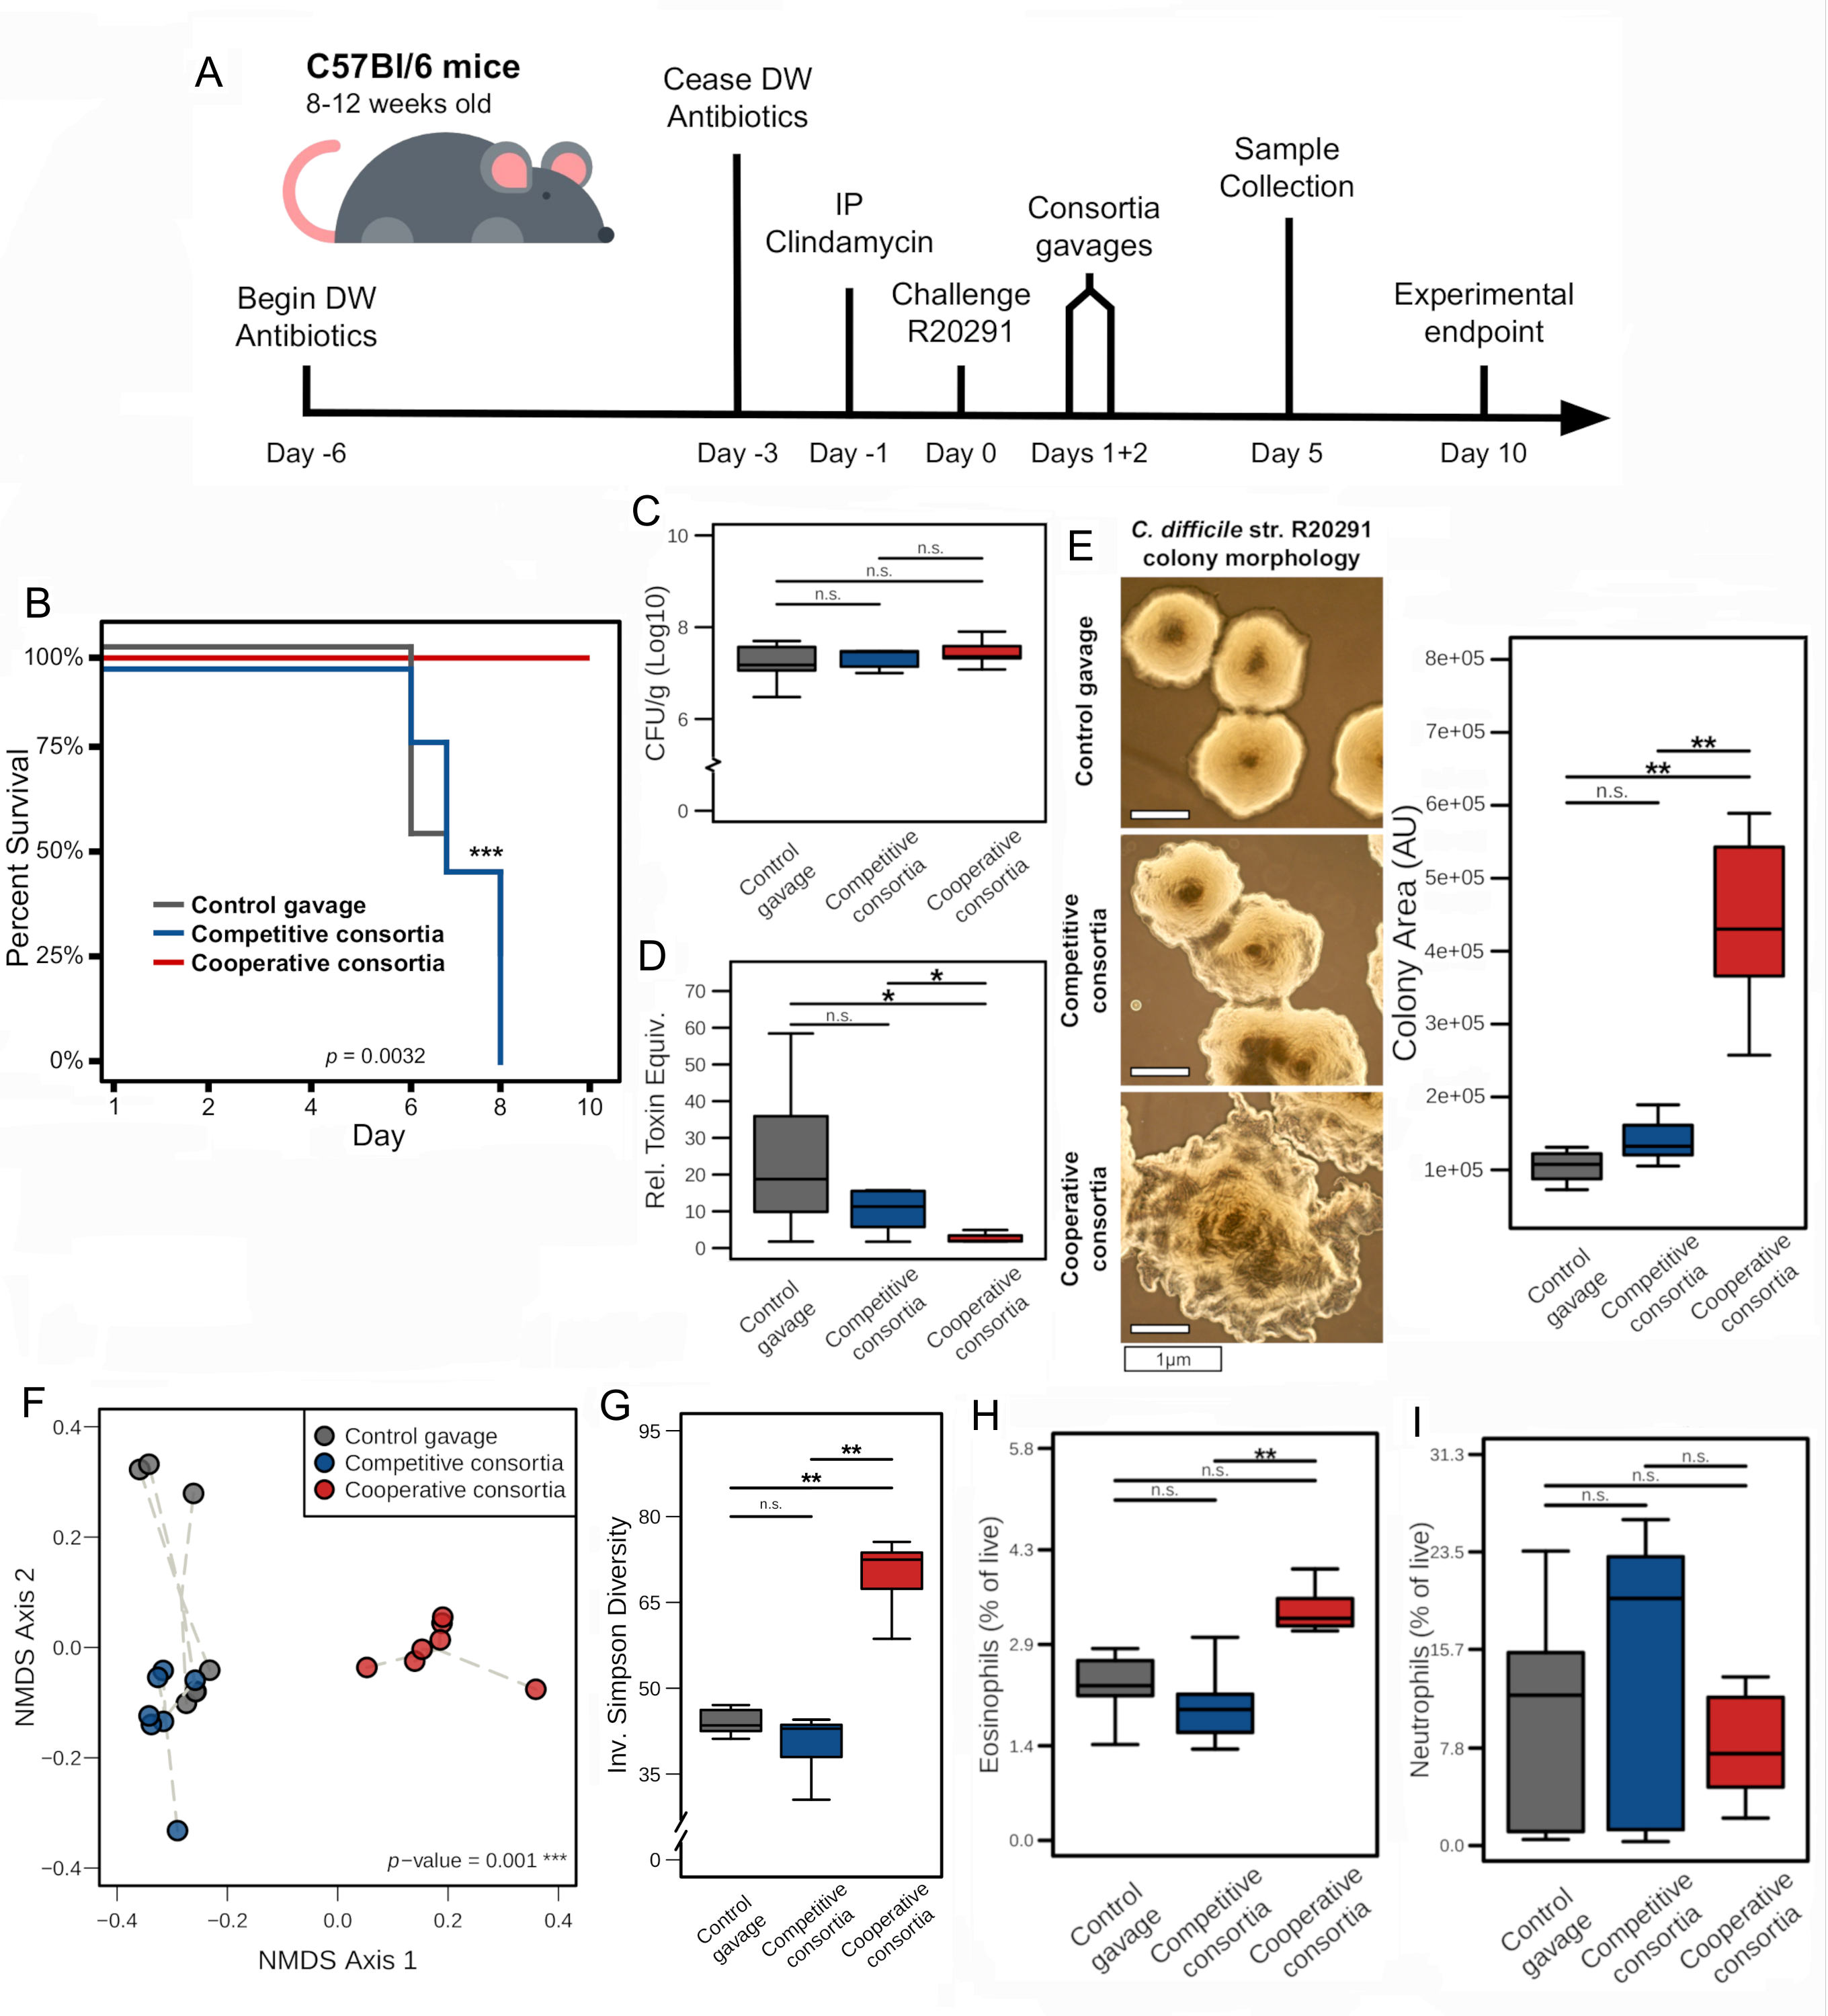 A
C57Bl/6 mice
8-12 weeks old
Begin DW
Antibiotics
Cease DW
Antibiotics
IP
Clindamycin
Challenge
R20291
Consortia
gavages
Sample
Collection
Experimental
endpoint
Day -6
Day -3
Day -1
Day 0
Days 1+2
Day 5
Day 10
B
Percent Survival
100%
75%
50%
25%
0%
***
Control gavage
Competitive consortia
Cooperative consortia
p = 0.0032
1
2
4
6
8
10
Day
C
CFU/g (Log10)
10
8
6
0
n.s.
n.s.
n.s.
Control
gavage
Competitive
consortia
Cooperative
consortia
D
Rel. Toxin Equiv.
70
60
50
40
30
20
10
0
*
*
n.s.
Control
gavage
Competitive
consortia
Cooperative
consortia
E
C. difficile str. R20291
colony morphology
Control gavage
Competitive
consortia
Cooperative
consortia
1µm
Colony Area (AU)
8e+05
7e+05
6e+05
5e+05
4e+05
3e+05
2e+05
1e+05
**
**
n.s.
Control
gavage
Competitive
consortia
Cooperative
consortia
F
NMDS Axis 2
0.4
0.2
0.0
−0.2
−0.4
Control gavage
Competitive consortia
Cooperative consortia
p−value = 0.001 ***
−0.4
−0.2
0.0
0.2
0.4
NMDS Axis 1
G
Inv. Simpson Diversity
95
80
65
50
35
0
**
**
n.s.
Control
gavage
Competitive
consortia
Cooperative
consortia
H
Eosinophils (% of live)
5.8
4.3
2.9
1.4
0.0
**
n.s.
n.s.
Control
gavage
Competitive
consortia
Cooperative
consortia
I
Neutrophils (% of live)
31.3
23.5
15.7
7.8
0.0
n.s.
n.s.
n.s.
Control
gavage
Competitive
consortia
Cooperative
consortia